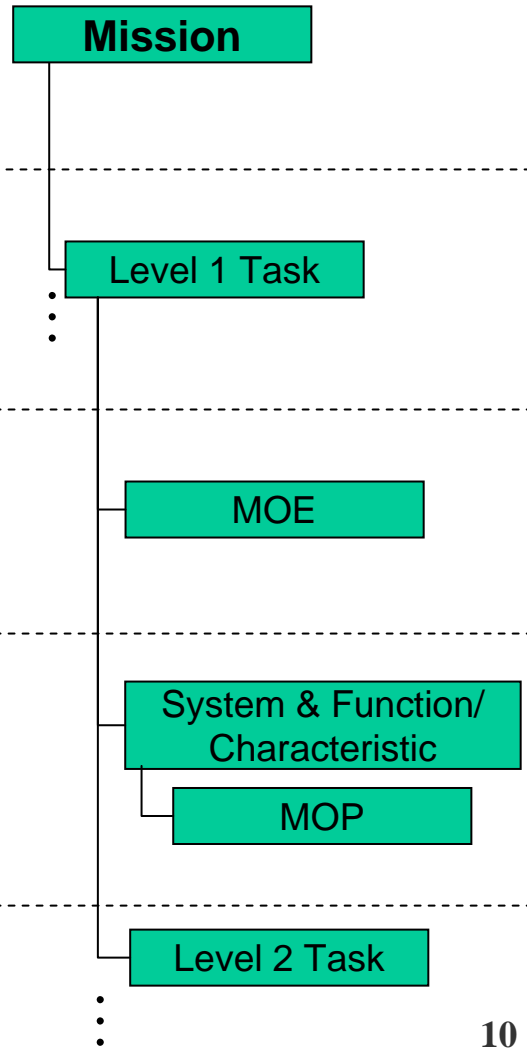 Mission
Level 1 Task
MOE
System & Function/
Characteristic
MOP
Level 2 Task
10